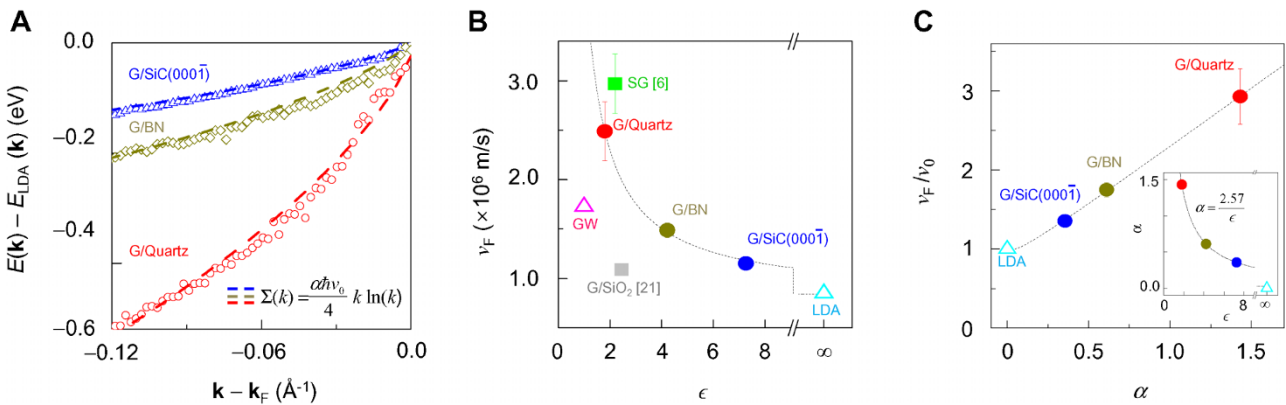 A
0.0
−0.2
−0.4
−0.6
E(k) − E_LDA (k) (eV)
G/SiC(0001̄)
G/BN
G/Quartz
Σ(k) = αħv₀/4 k ln(k)
−0.12
−0.06
0.0
k − k_F (Å⁻¹)
B
3.0
2.0
1.0
v_F (×10⁶ m/s)
SG [6]
G/Quartz
GW
G/BN
G/SiC(0001̄)
G/SiO₂ [21]
LDA
0
2
4
6
8
∞
ϵ
C
4
3
2
1
0
v_F/v₀
G/Quartz
G/BN
G/SiC(0001̄)
LDA
1.5
0.0
α
α = 2.57/ϵ
0
8
∞
ϵ
0.0
0.5
1.0
1.5
α